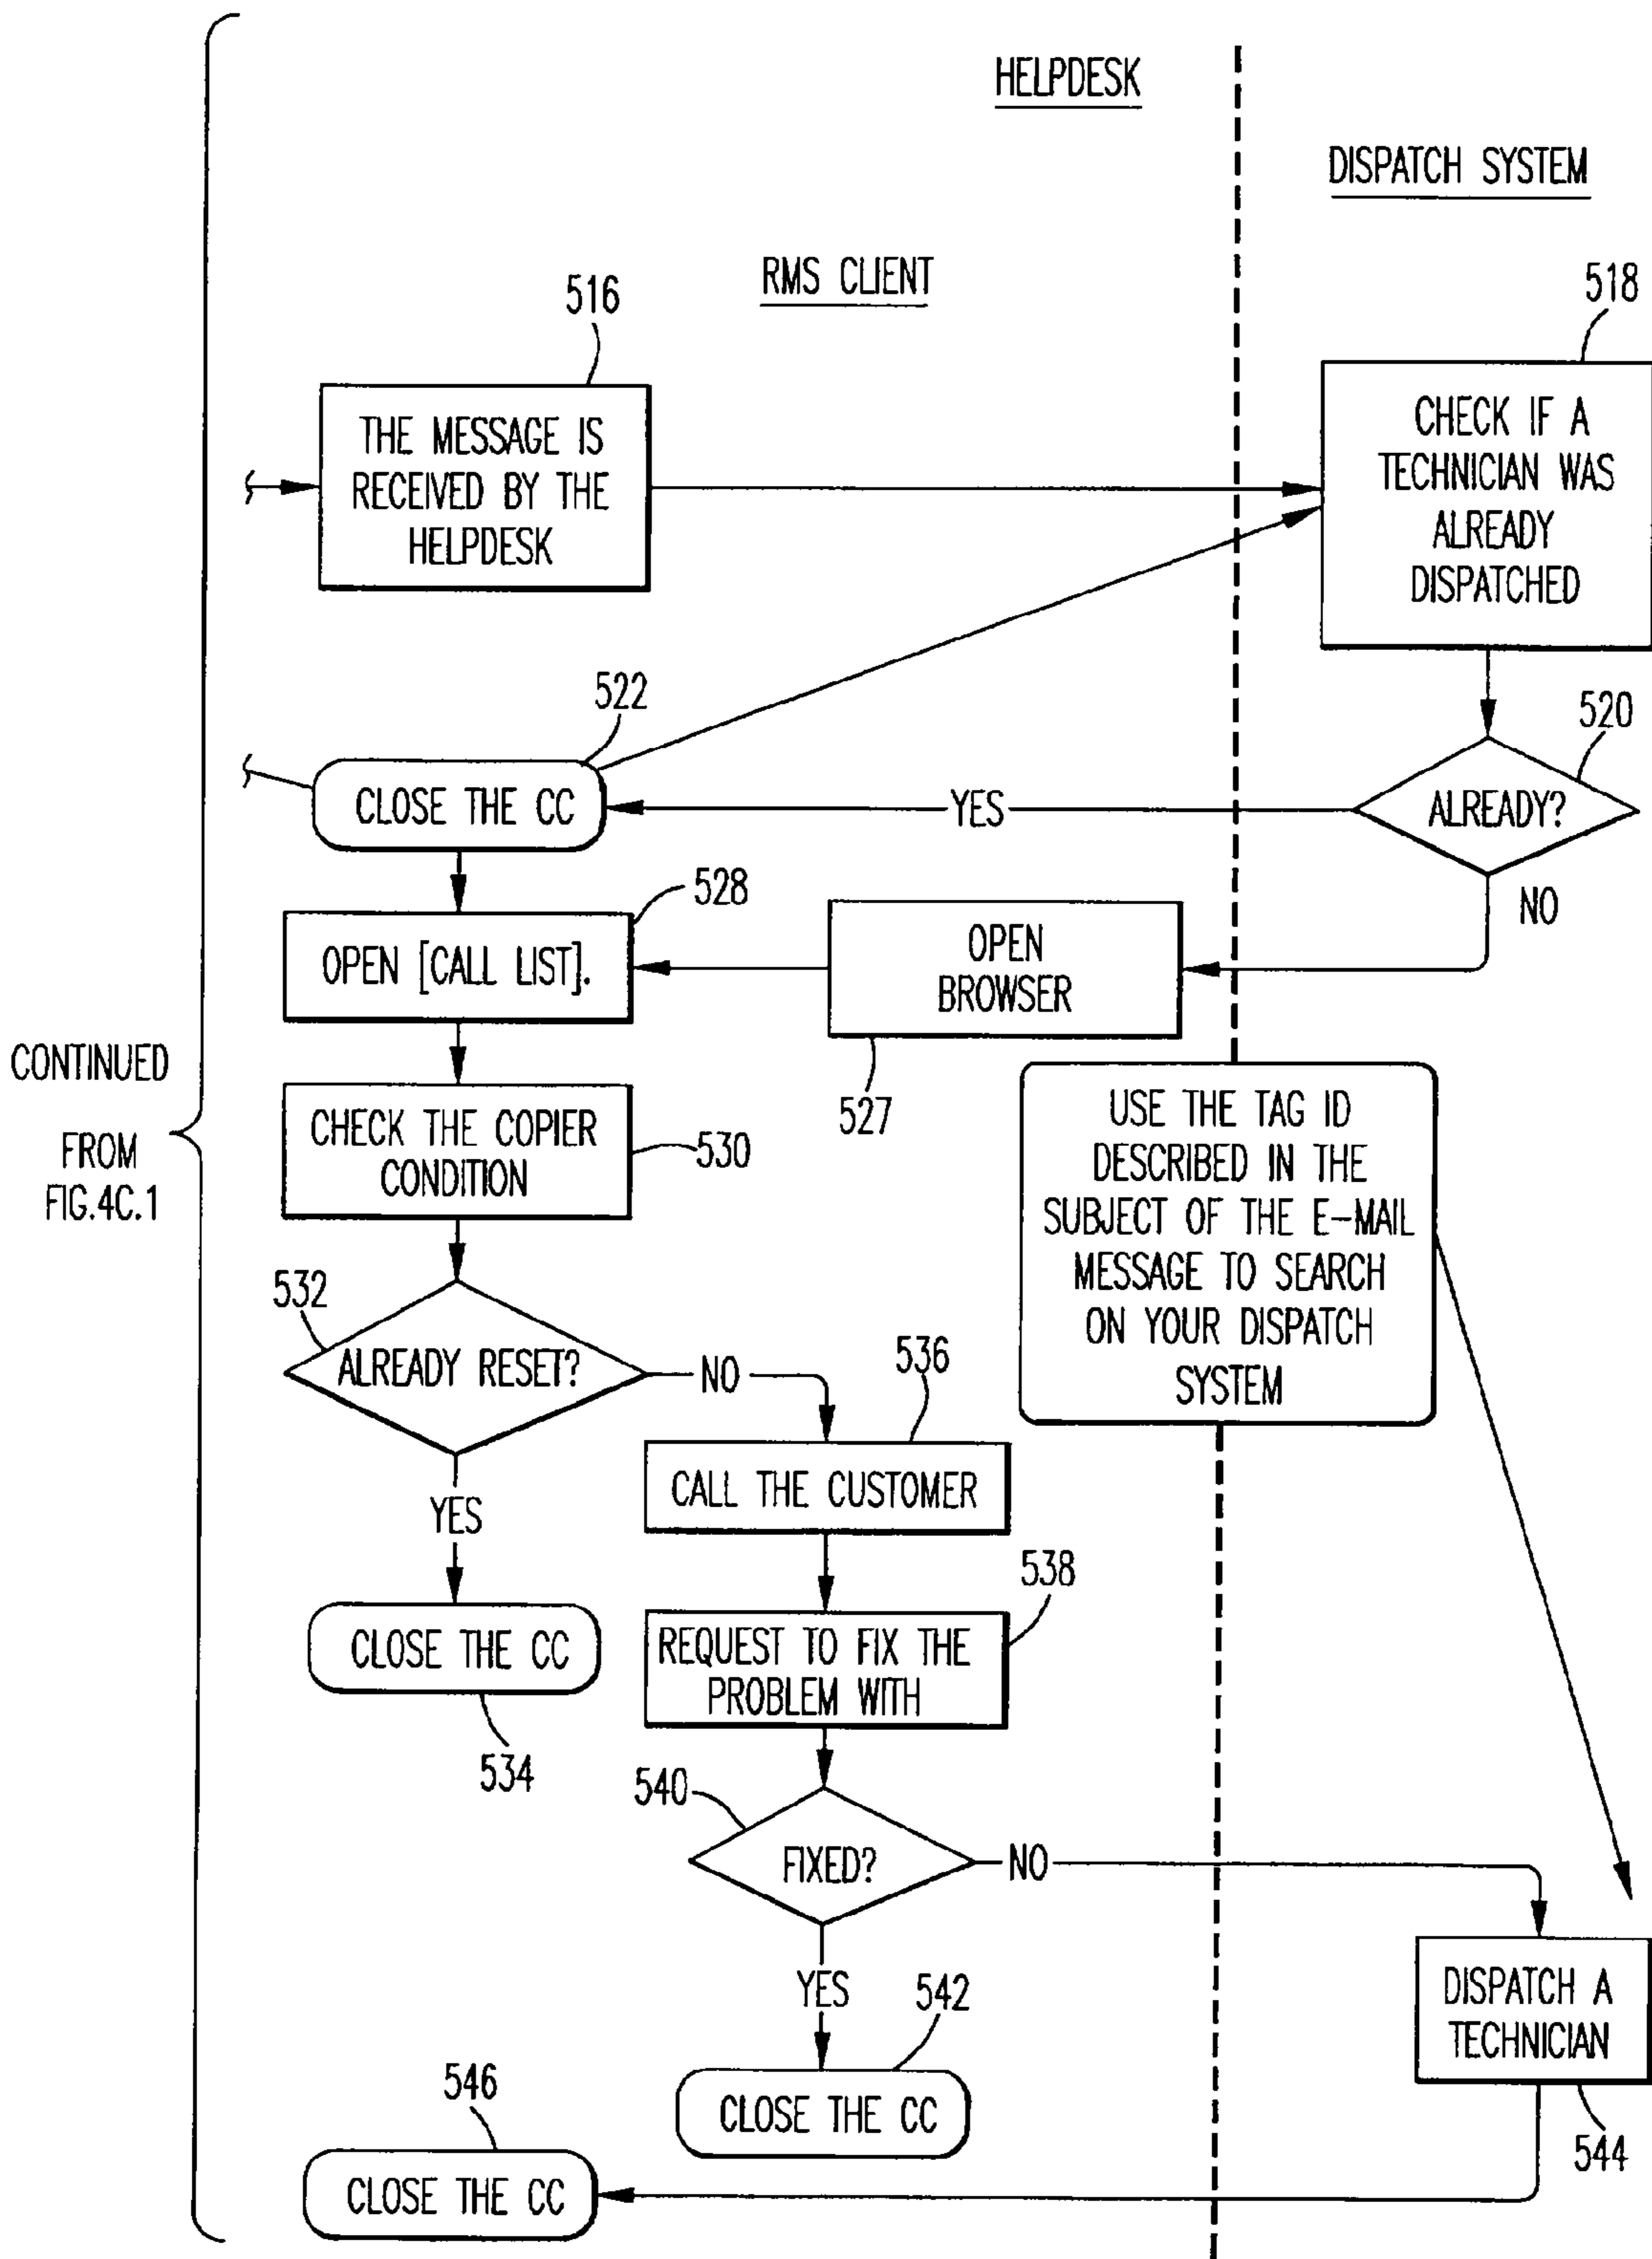 HELPDESK
DISPATCH SYSTEM
RMS CLIENT
516
518
THE MESSAGE IS
RECEIVED BY THE
HELPDESK
CHECK IF A
TECHNICIAN WAS
ALREADY
DISPATCHED
522
520
CLOSE THE CC
YES
ALREADY?
NO
528
OPEN [CALL LIST].
OPEN
BROWSER
527
CONTINUED
FROM
FIG.4C.1
CHECK THE COPIER
CONDITION
530
USE THE TAG ID
DESCRIBED IN THE
SUBJECT OF THE E-MAIL
MESSAGE TO SEARCH
ON YOUR DISPATCH
SYSTEM
532
ALREADY RESET?
NO
536
CALL THE CUSTOMER
YES
538
CLOSE THE CC
534
REQUEST TO FIX THE
PROBLEM WITH
540
FIXED?
NO
YES
542
DISPATCH A
TECHNICIAN
544
CLOSE THE CC
546
CLOSE THE CC